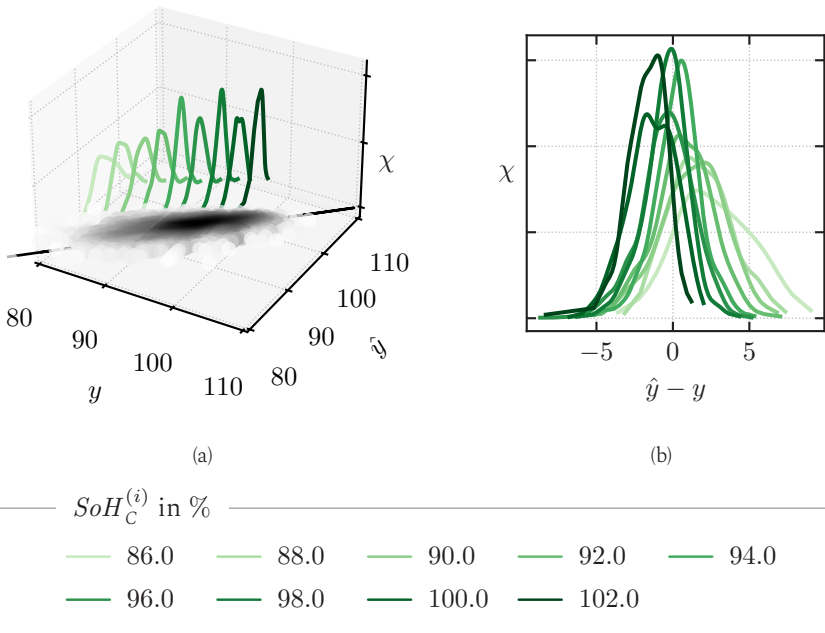 χ
110
100
90
80
ŷ
80
90
100
110
y
(a)
χ
−5 0 5
ŷ − y
(b)
SoH_C^{(i)} in %
86.0 88.0 90.0 92.0 94.0
96.0 98.0 100.0 102.0